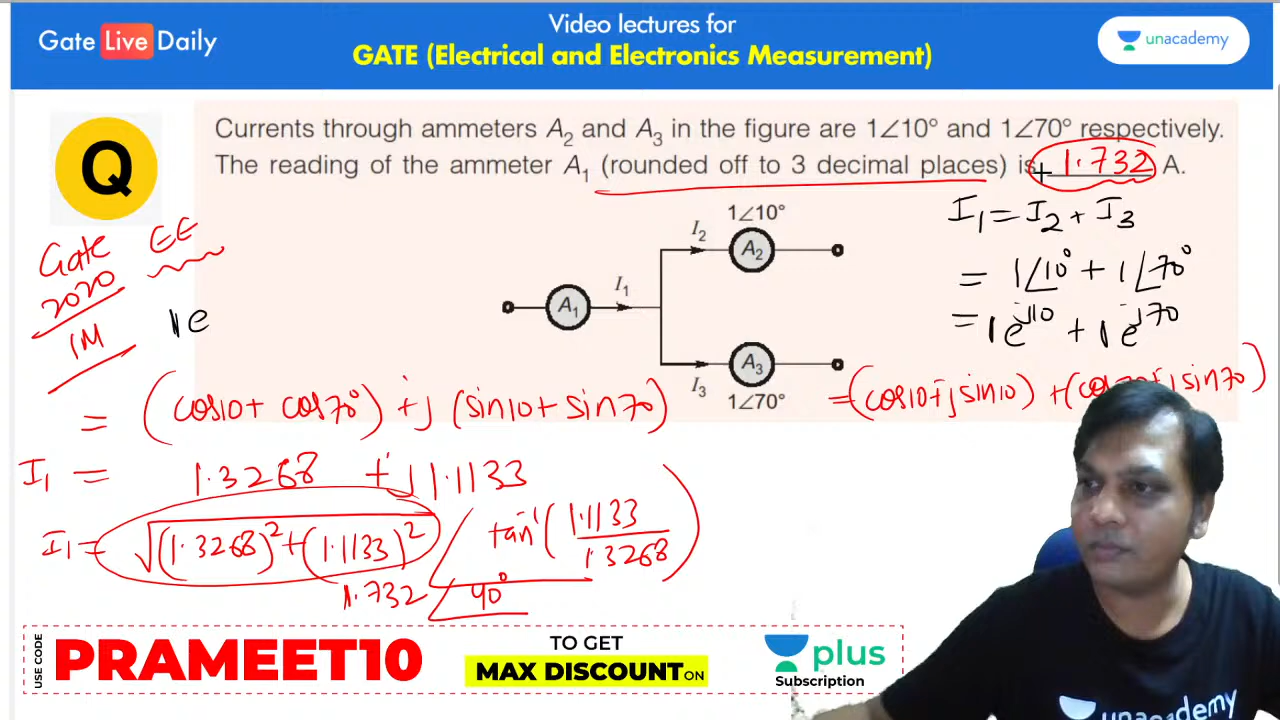 Gate Live Daily
Video lectures for
GATE (Electrical and Electronics Measurement)
unacademy
Q
Currents through ammeters A₂ and A₃ in the figure are 1∠10° and 1∠70° respectively.
The reading of the ammeter A₁ (rounded off to 3 decimal places) is 1.732 A.
Gate EE
2020
1M
1e
1∠10°
I₂
A₂
I₁
A₁
I₃
A₃
1∠70°
I₁ = I₂ + I₃
= 1∠10° + 1∠70°
= 1e^j10 + 1e^j70
= (cos10 + j sin10) + ( j sin70)
= (cos10 + cos70°) + j (sin10 + sin70)
I₁ = 1.3268 + j 1.1133
I₁ = √(1.3268)² + (1.1133)² ∠ tan⁻¹ (1.1133/1.3268)
1.732 ∠40°
USE CODE
PRAMEET10
TO GET
MAX DISCOUNT ON
plus
Subscription
unacademy